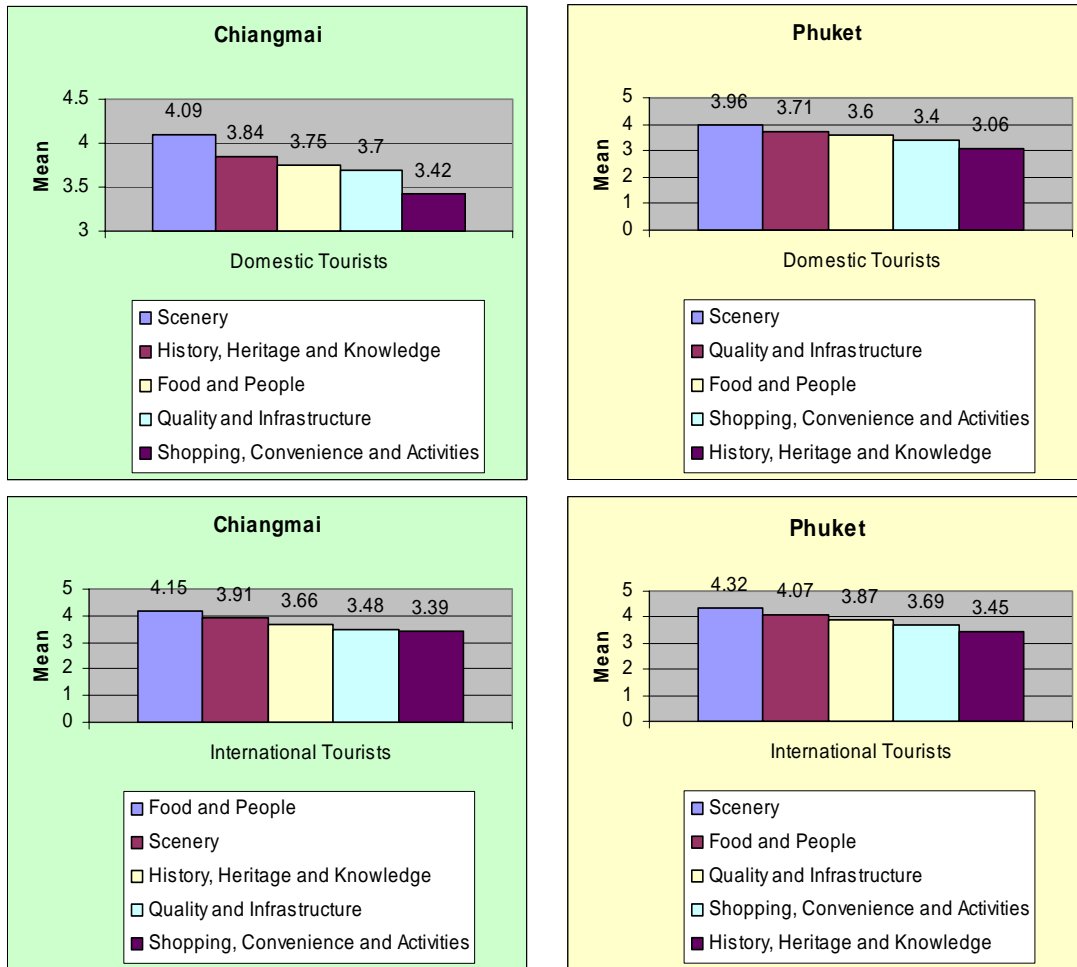 Chiangmai
4.09
3.84
3.75
3.7
3.42
4.5
4
3.5
3
Mean
Domestic Tourists
Scenery
History, Heritage and Knowledge
Food and People
Quality and Infrastructure
Shopping, Convenience and Activities
Phuket
3.96
3.71
3.6
3.4
3.06
5
4
3
2
1
0
Mean
Domestic Tourists
Scenery
Quality and Infrastructure
Food and People
Shopping, Convenience and Activities
History, Heritage and Knowledge
Chiangmai
4.15
3.91
3.66
3.48
3.39
5
4
3
2
1
0
Mean
International Tourists
Food and People
Scenery
History, Heritage and Knowledge
Quality and Infrastructure
Shopping, Convenience and Activities
Phuket
4.32
4.07
3.87
3.69
3.45
5
4
3
2
1
0
Mean
International Tourists
Scenery
Food and People
Quality and Infrastructure
Shopping, Convenience and Activities
History, Heritage and Knowledge